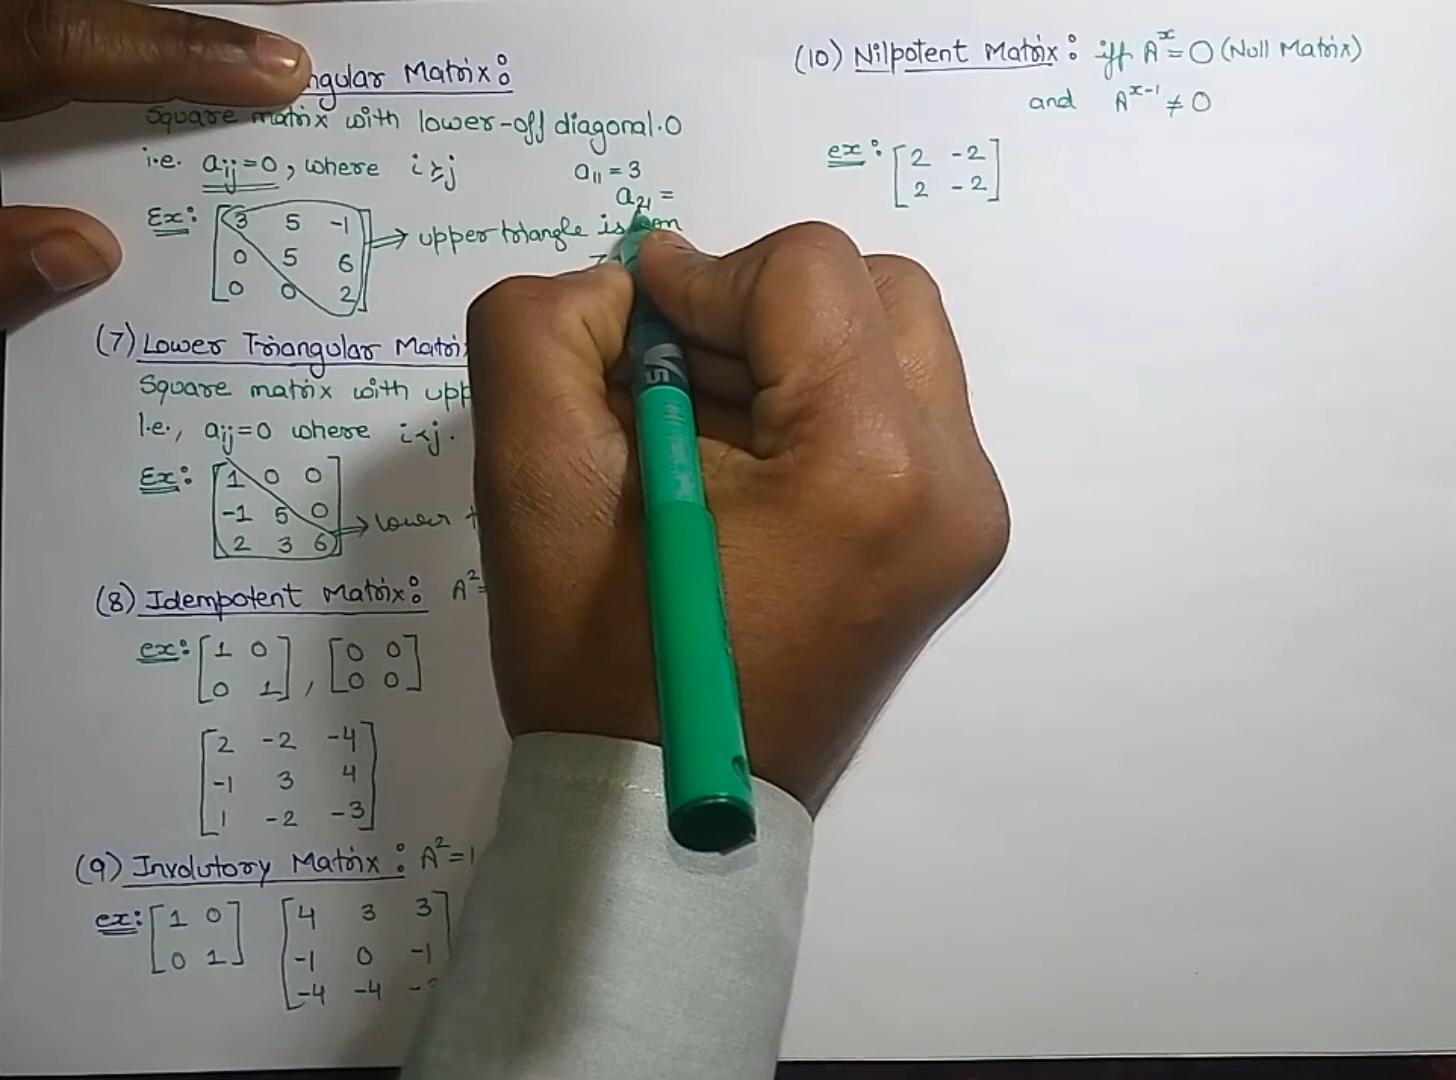 ngular Matrix:
Square matrix with lower-off diagonal.0
i.e. aij=0, where i≥j
a11 = 3
a21 =
Ex: [3 5 -1
0 5 6
0 0 2] ⇒ upper triangle is
(7) Lower Triangular Matri
Square matrix with upp
I.e., aij=0 where i<j.
Ex: [1 0 0
-1 5 0
2 3 6] ⇒ lower
(8) Idempotent Matrix: A²=
ex: [1 0
0 1], [0 0
0 0]
[2 -2 -4
-1 3 4
1 -2 -3]
(9) Involutory Matrix: A²=I
ex: [1 0
0 1] [4 3 3
-1 0 -1
-4 -4 -
(10) Nilpotent Matrix: iff A^x=0 (Null Matrix)
and A^x-1 ≠ 0
ex: [2 -2
2 -2]
V5